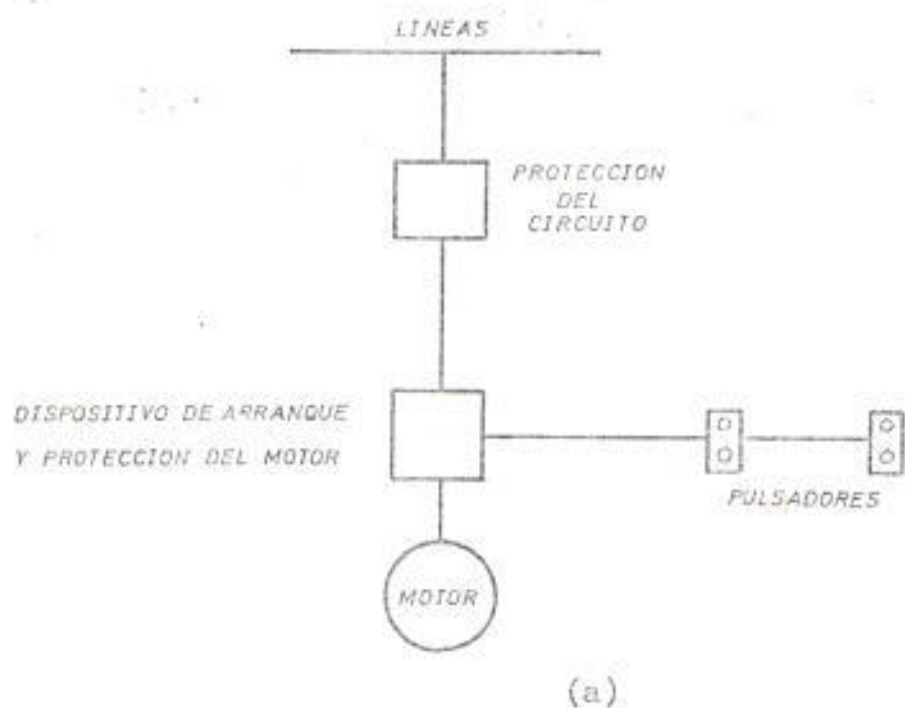 LINEAS
PROTECCION
DEL
CIRCUITO
DISPOSITIVO DE ARRANQUE
Y PROTECCION DEL MOTOR
PULSADORES
MOTOR
(a)